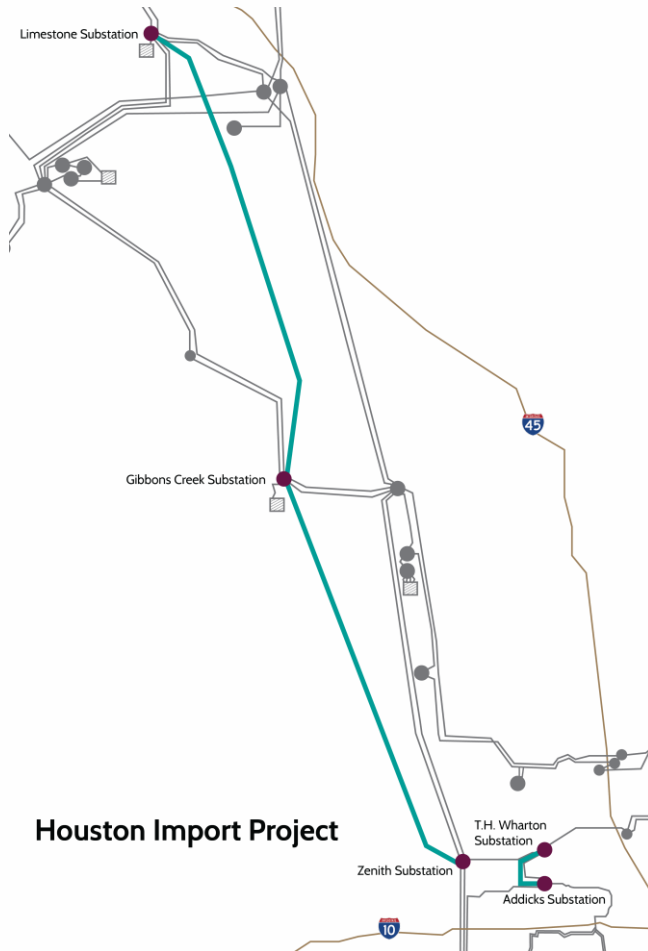 Limestone Substation
45
Gibbons Creek Substation
Houston Import Project
T.H. Wharton
Substation
Zenith Substation
Addicks Substation
10